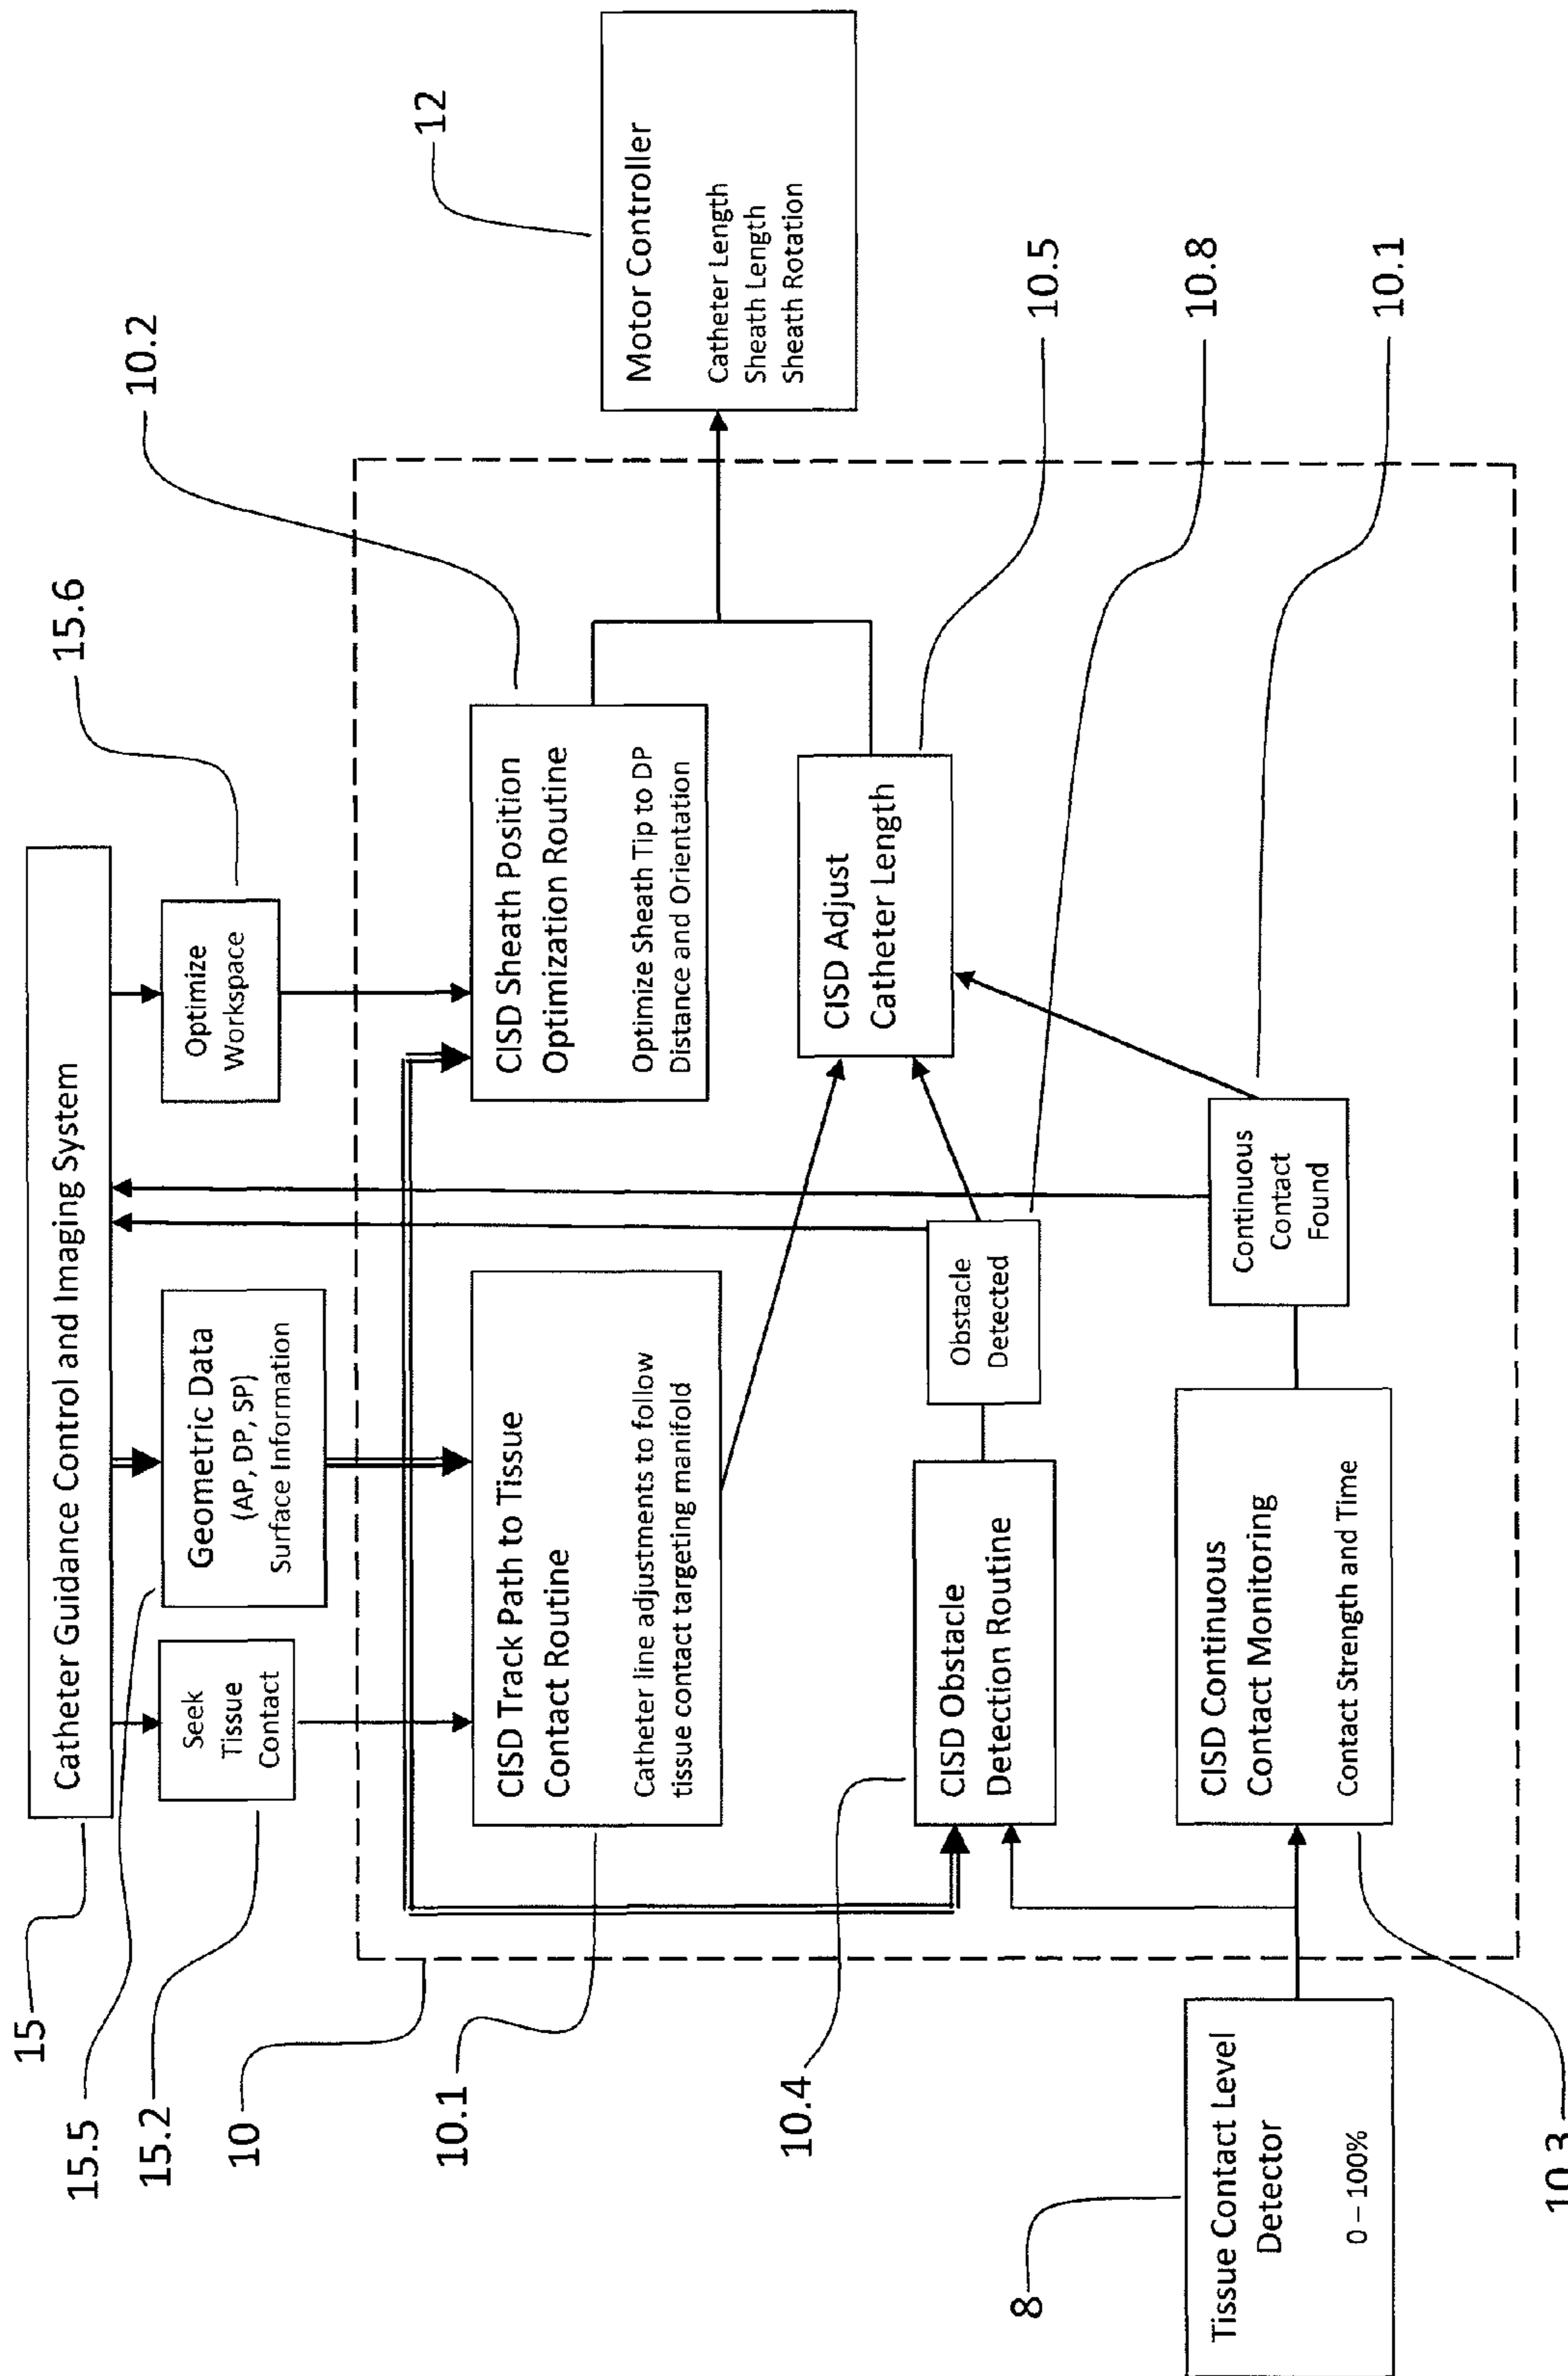 15
Catheter Guidance Control and Imaging System
15.5
15.2
Seek
Tissue
Contact
Geometric Data
(AP, DP, SP)
Surface Information
Optimize
Workspace
15.6
10
10.1
CISD Track Path to Tissue
Contact Routine
Catheter line adjustments to follow
tissue contact targeting manifold
CISD Sheath Position
Optimization Routine
Optimize Sheath Tip to DP
Distance and Orientation
10.2
12
Motor Controller
Catheter Length
Sheath Length
Sheath Rotation
10.4
CISD Obstacle
Detection Routine
Obstacle
Detected
CISD Adjust
Catheter Length
10.5
10.8
10.1
8
Tissue Contact Level
Detector
0 – 100%
CISD Continuous
Contact Monitoring
Contact Strength and Time
Continuous
Contact
Found
10.3